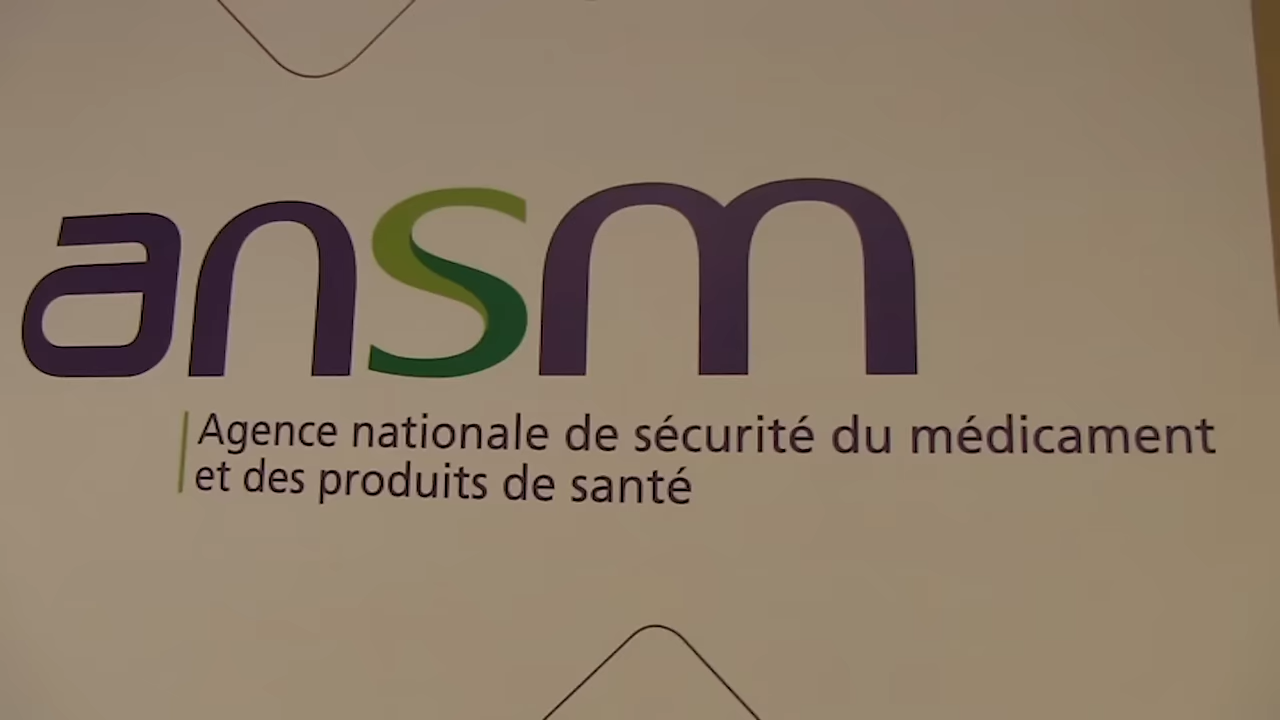 ansm
Agence nationale de sécurité du médicament
et des produits de santé